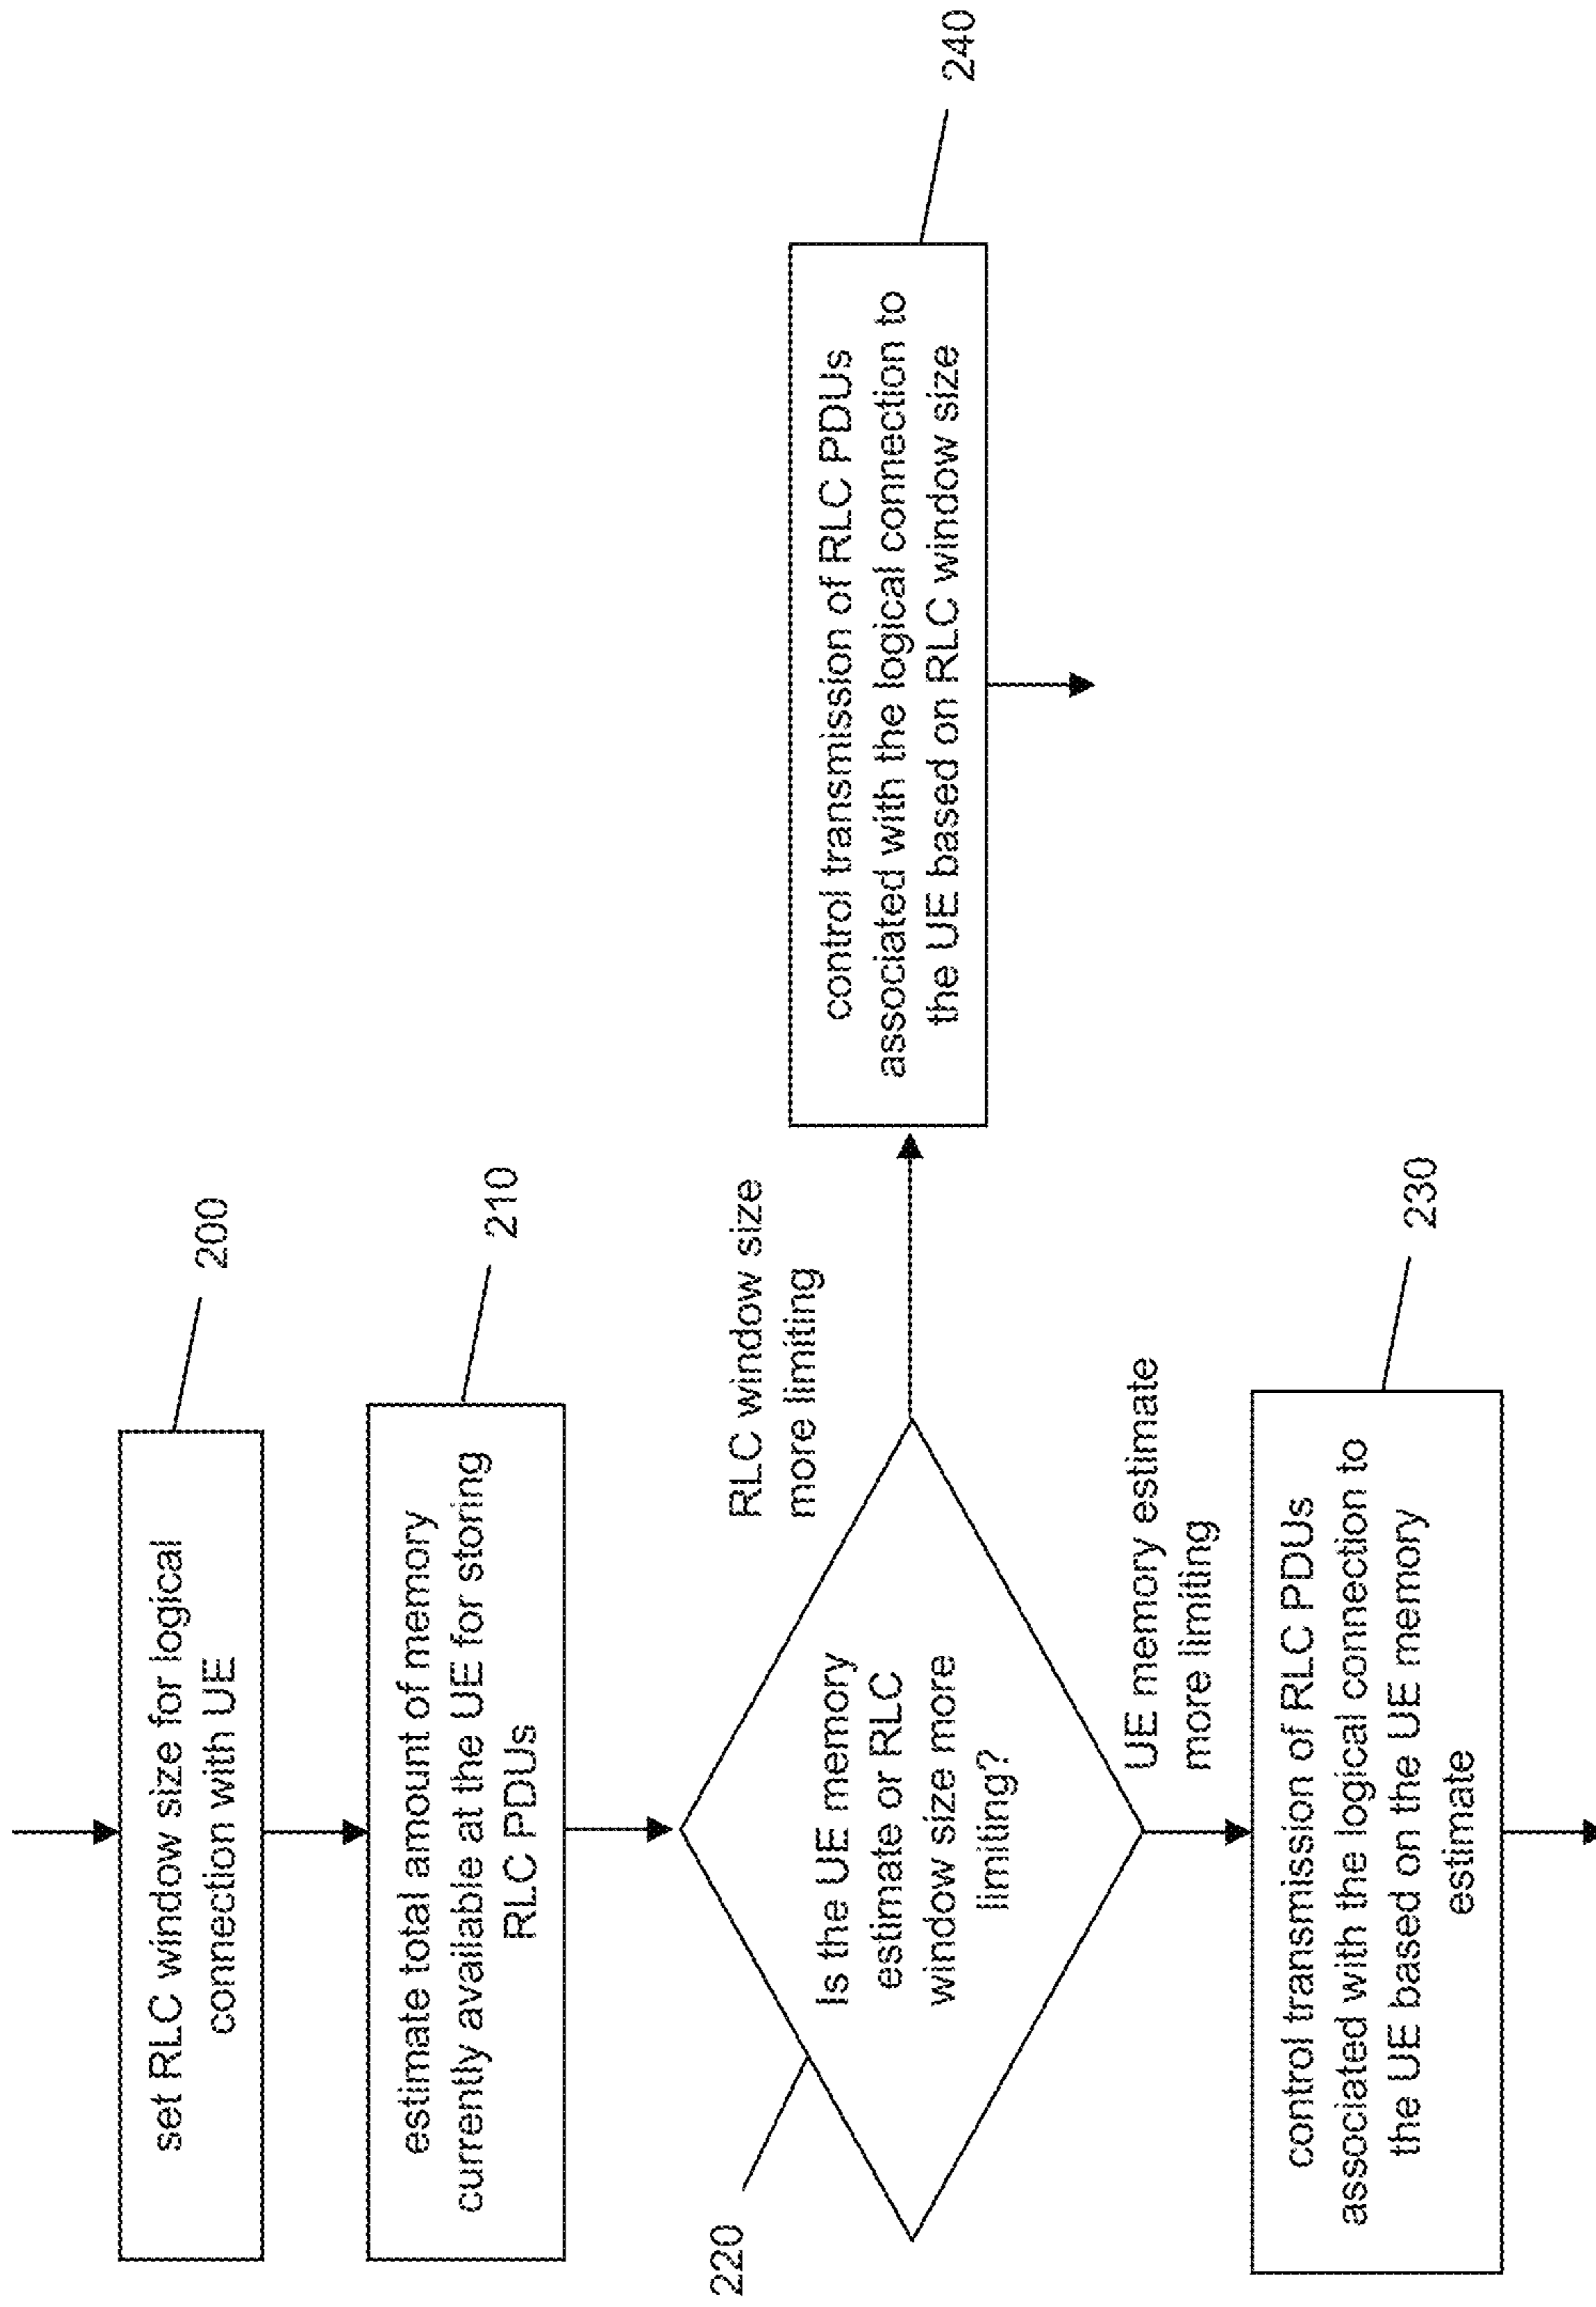 set RLC window size for logical
connection with UE
200
estimate total amount of memory
currently available at the UE for storing
RLC PDUs
210
Is the UE memory
estimate or RLC
window size more
limiting?
220
RLC window size
more limiting
control transmission of RLC PDUs
associated with the logical connection to
the UE based on RLC window size
240
UE memory estimate
more limiting
control transmission of RLC PDUs
associated with the logical connection to
the UE based on the UE memory
estimate
230